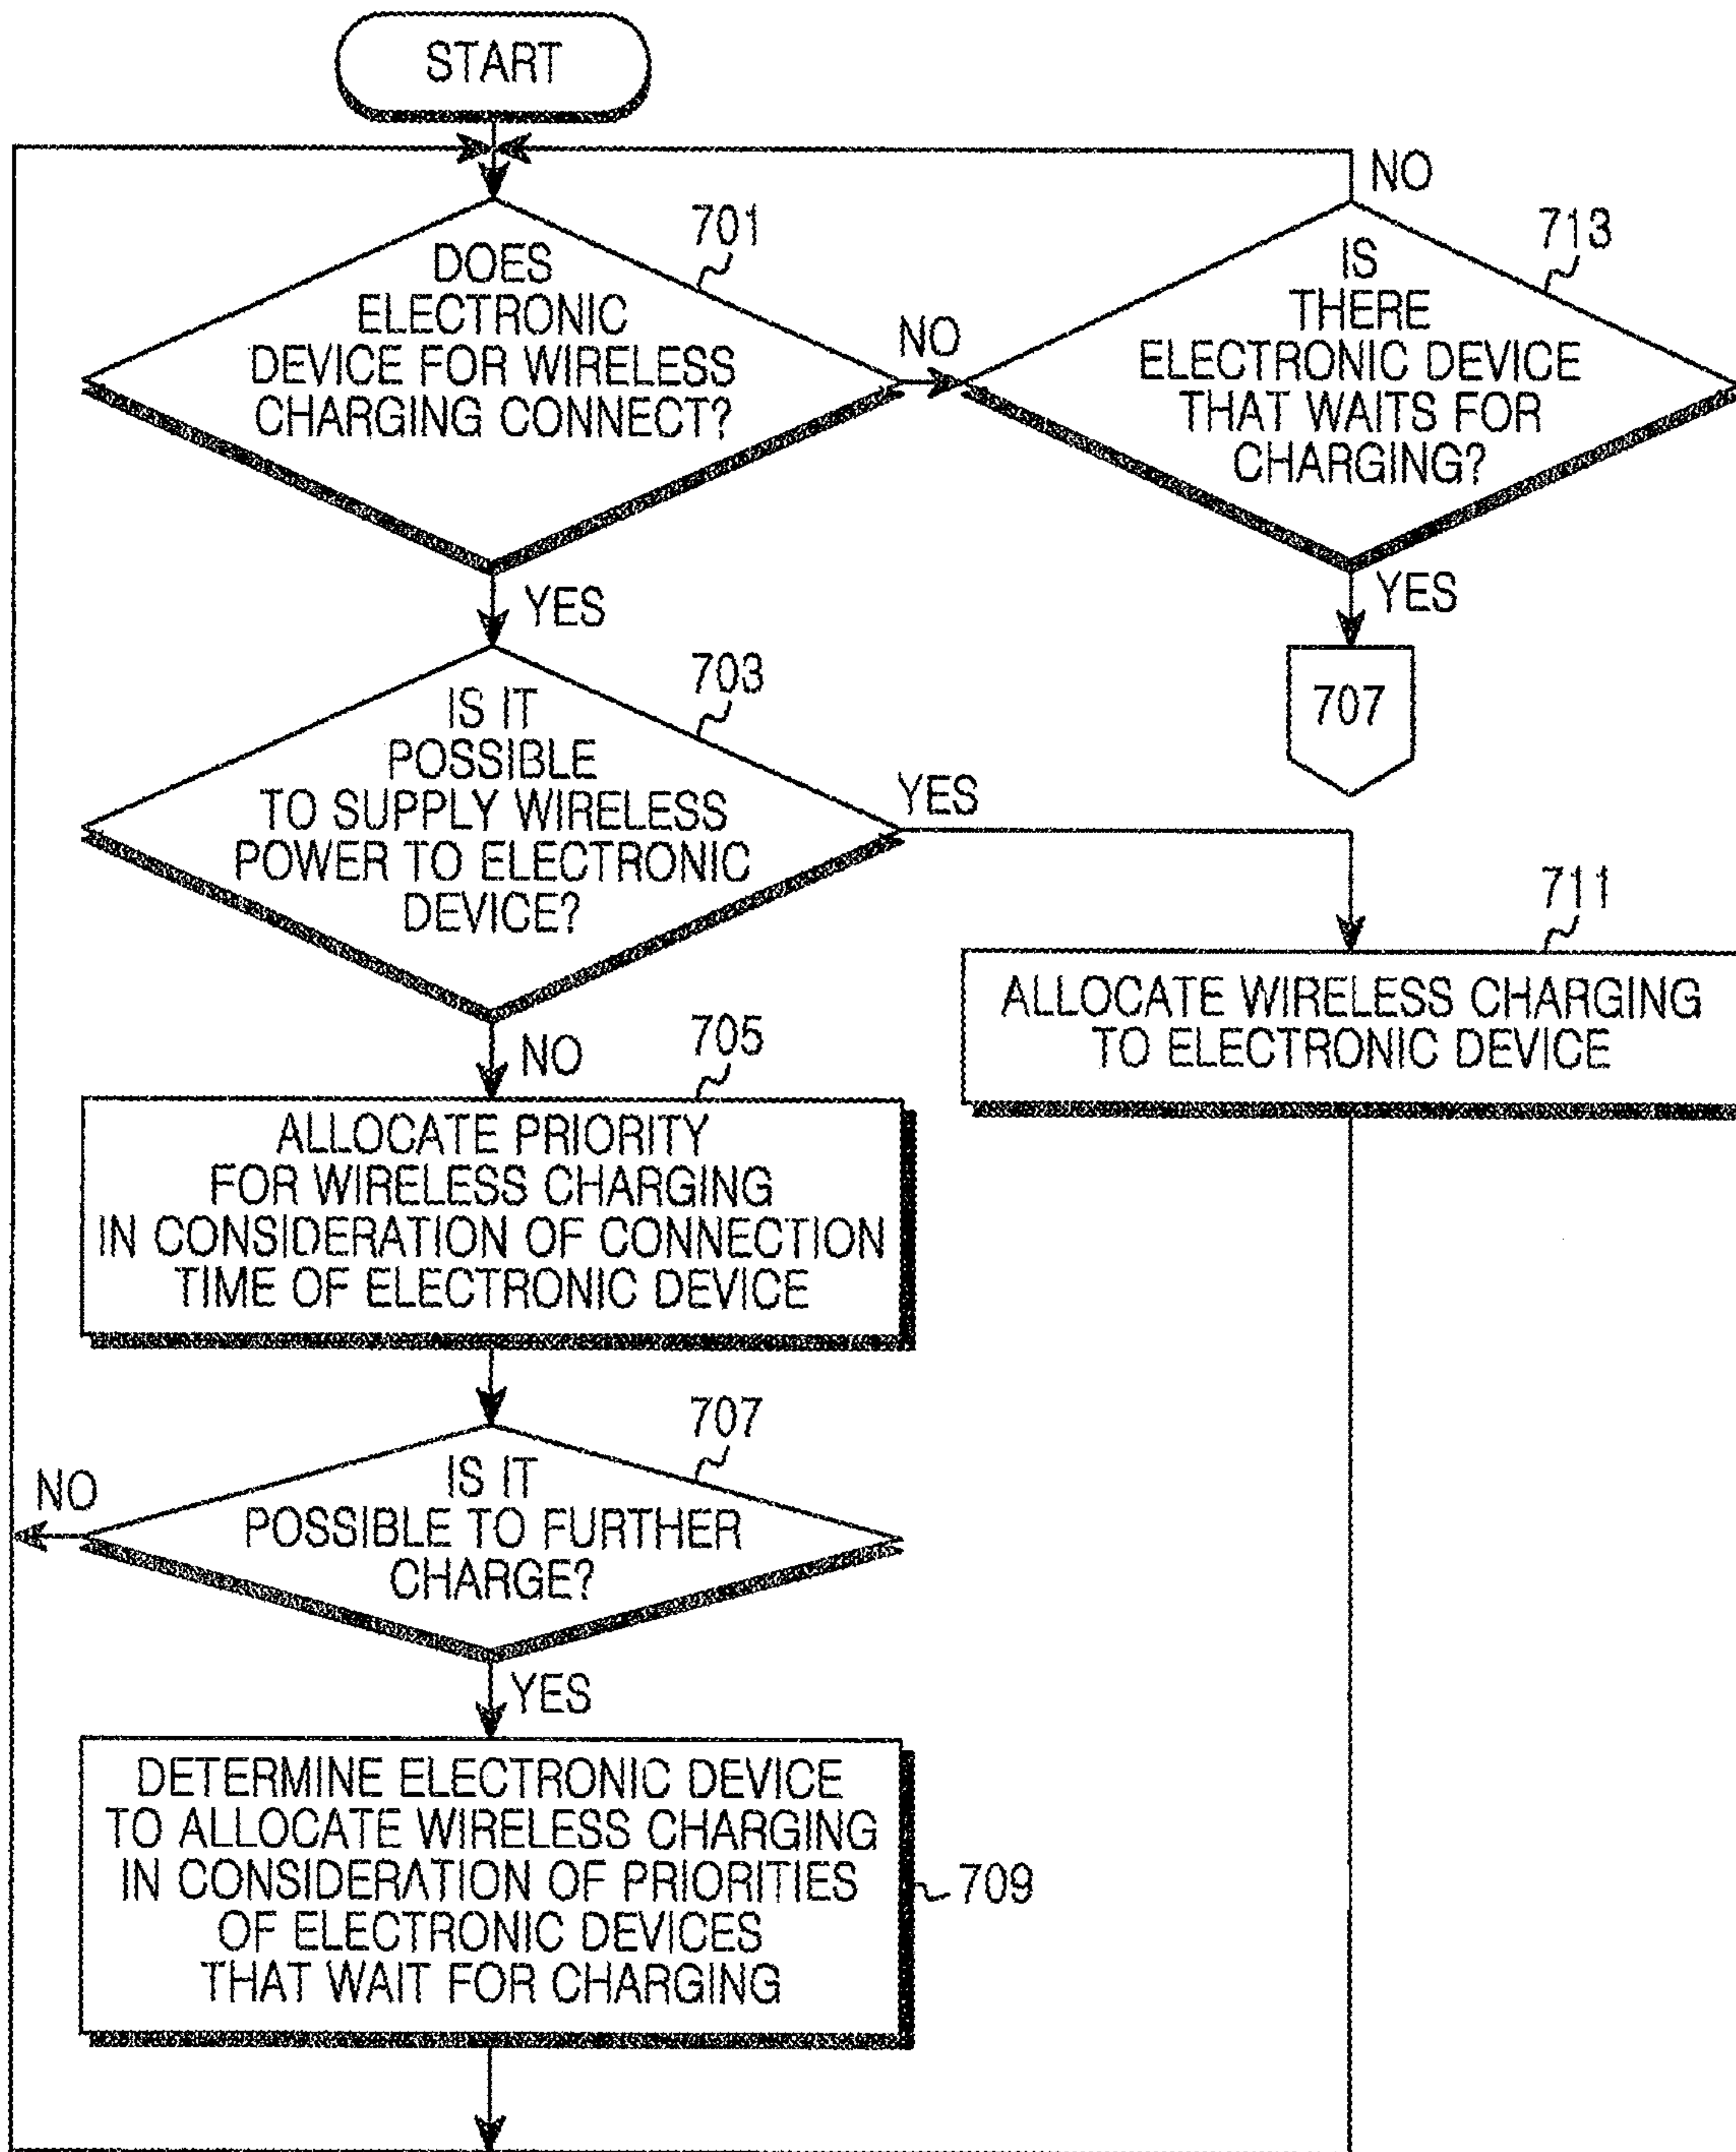 START
701
DOES
ELECTRONIC
DEVICE FOR WIRELESS
CHARGING CONNECT?
NO
YES
713
IS
THERE
ELECTRONIC DEVICE
THAT WAITS FOR
CHARGING?
NO
YES
707
703
IS IT
POSSIBLE
TO SUPPLY WIRELESS
POWER TO ELECTRONIC
DEVICE?
YES
NO
711
ALLOCATE WIRELESS CHARGING
TO ELECTRONIC DEVICE
705
ALLOCATE PRIORITY
FOR WIRELESS CHARGING
IN CONSIDERATION OF CONNECTION
TIME OF ELECTRONIC DEVICE
707
IS IT
POSSIBLE TO FURTHER
CHARGE?
NO
YES
DETERMINE ELECTRONIC DEVICE
TO ALLOCATE WIRELESS CHARGING
IN CONSIDERATION OF PRIORITIES
OF ELECTRONIC DEVICES
THAT WAIT FOR CHARGING
709